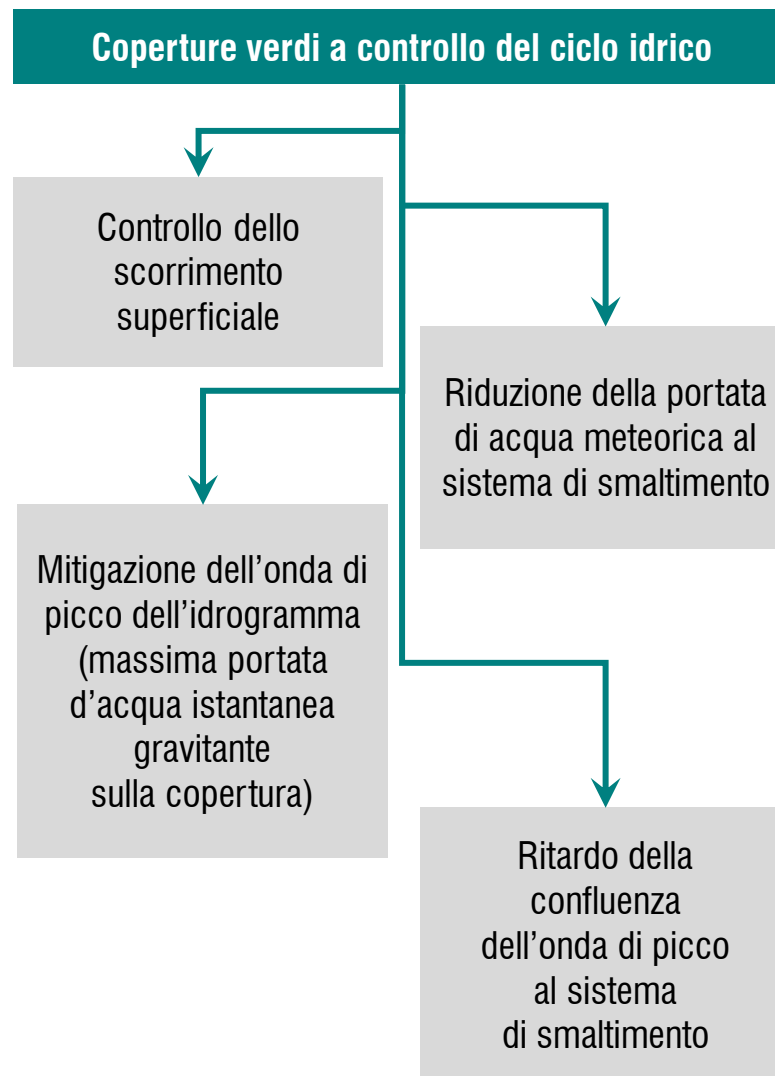 Coperture verdi a controllo del ciclo idrico
Controllo dello
scorrimento
superficiale
Riduzione della portata
di acqua meteorica al
sistema di smaltimento
Mitigazione dell’onda di
picco dell’idrogramma
(massima portata
d’acqua istantanea
gravitante
sulla copertura)
Ritardo della
confluenza
dell’onda di picco
al sistema
di smaltimento